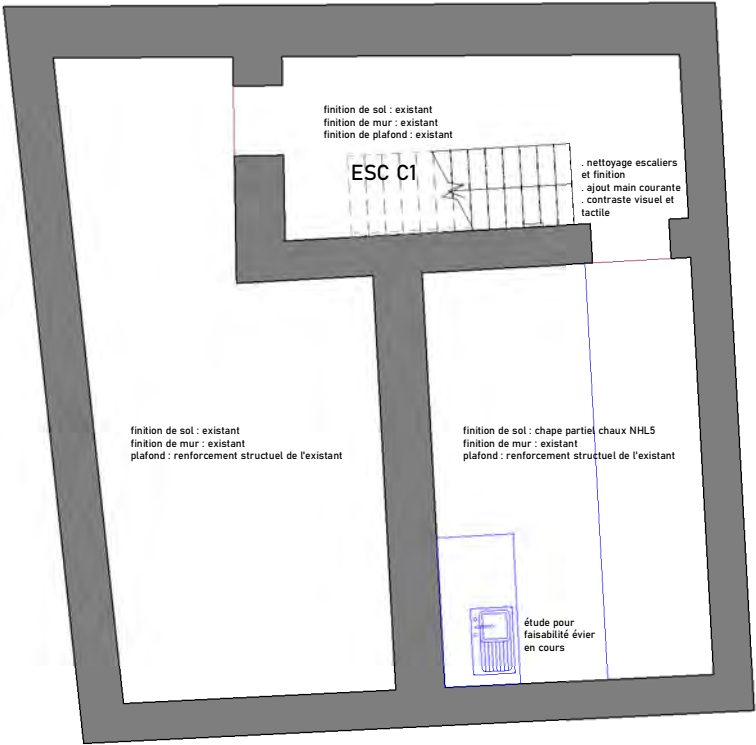 finition de sol : existant
finition de mur : existant
finition de plafond : existant
ESC C1
. nettoyage escaliers
et finition
. ajout main courante
. contraste visuel et
tactile
finition de sol : existant
finition de mur : existant
plafond : renforcement structuel de l'existant
finition de sol : chape partiel chaux NHL5
finition de mur : existant
plafond : renforcement structuel de l'existant
étude pour
faisabilité évier
en cours